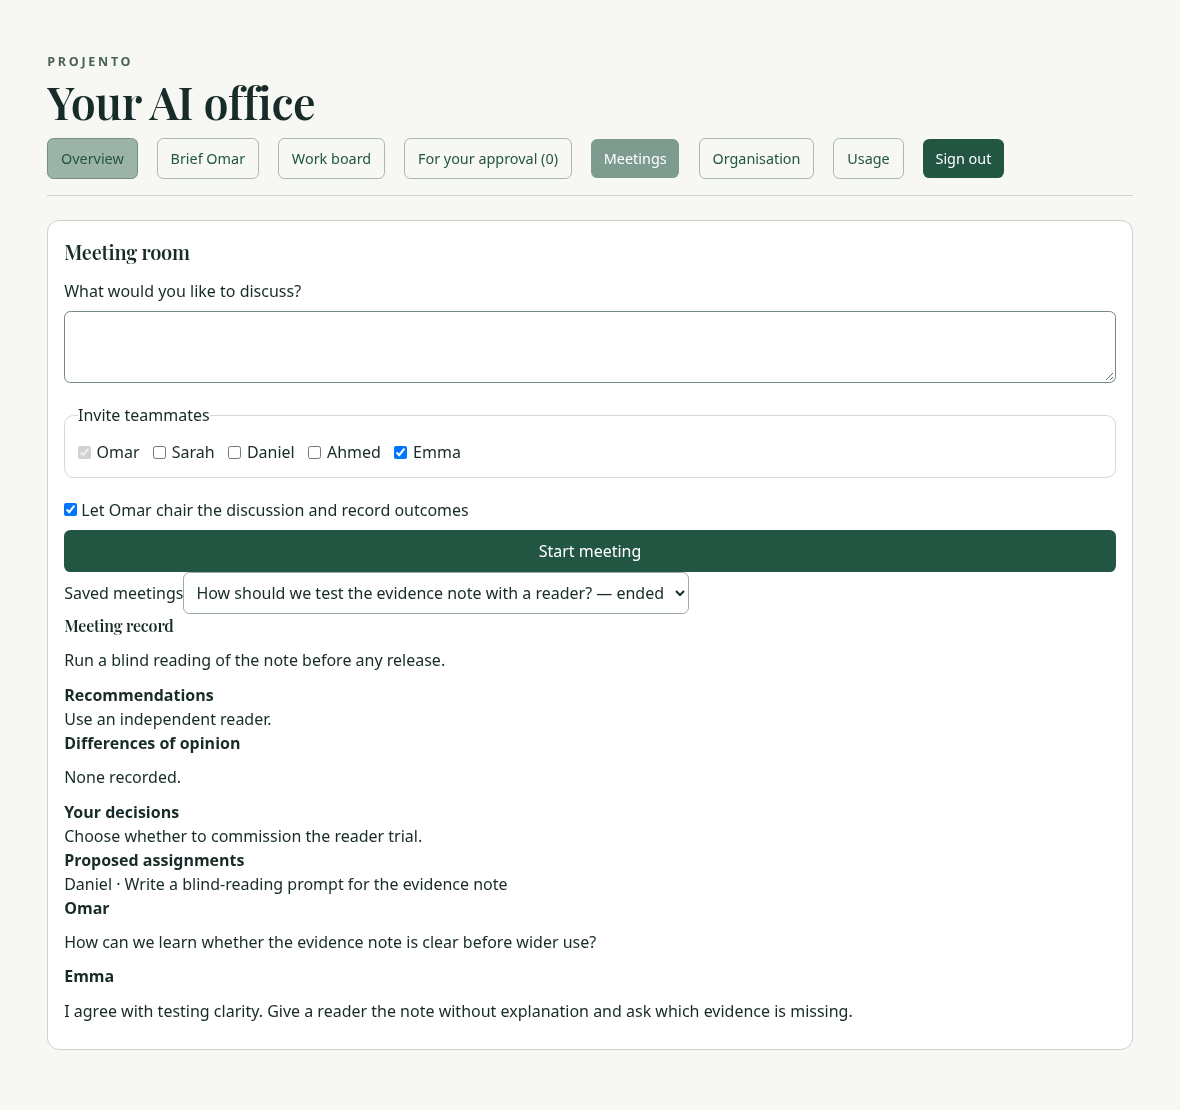 PROJENTO
Your AI office
Overview Brief Omar Work board For your approval (0) Meetings Organisation Usage Sign out
Meeting room
What would you like to discuss?
Invite teammates
Omar Sarah Daniel Ahmed Emma
Let Omar chair the discussion and record outcomes
Start meeting
Saved meetings How should we test the evidence note with a reader? — ended
Meeting record
Run a blind reading of the note before any release.
Recommendations
Use an independent reader.
Differences of opinion
None recorded.
Your decisions
Choose whether to commission the reader trial.
Proposed assignments
Daniel · Write a blind-reading prompt for the evidence note
Omar
How can we learn whether the evidence note is clear before wider use?
Emma
I agree with testing clarity. Give a reader the note without explanation and ask which evidence is missing.